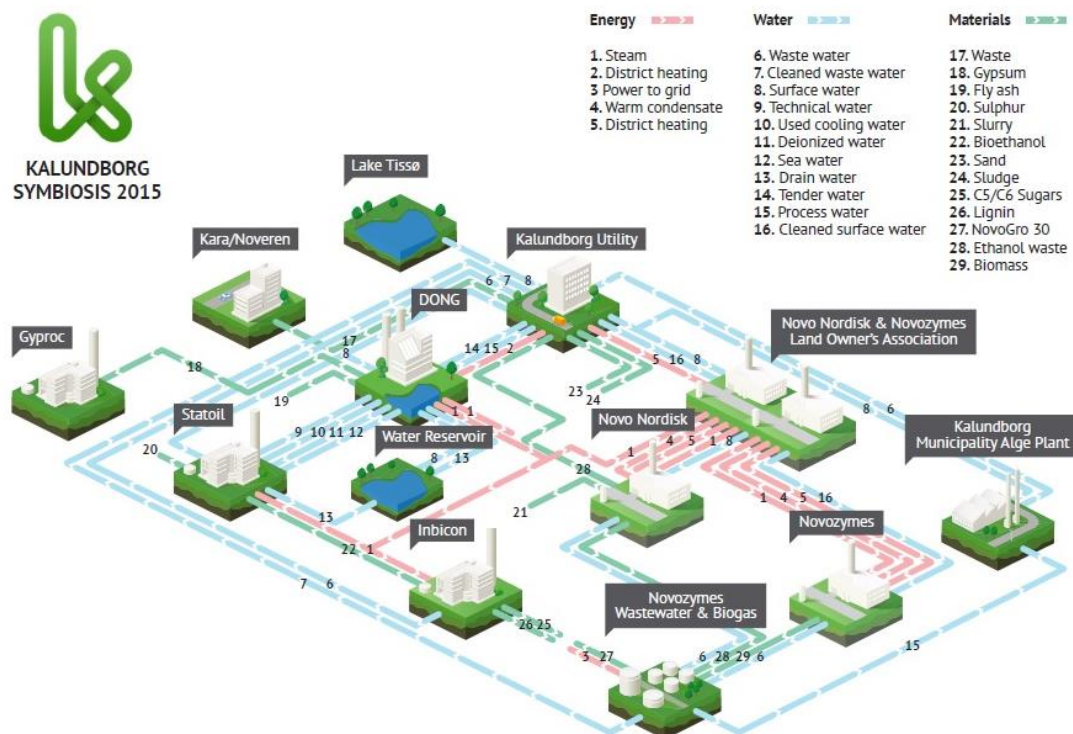 KALUNDBORG
SYMBIOSIS 2015
Energy
1. Steam
2. District heating
3 Power to grid
4. Warm condensate
5. District heating
Water
6. Waste water
7. Cleaned waste water
8. Surface water
9. Technical water
10. Used cooling water
11. Deionized water
12. Sea water
13. Drain water
14. Tender water
15. Process water
16. Cleaned surface water
Materials
17. Waste
18. Gypsum
19. Fly ash
20. Sulphur
21. Slurry
22. Bioethanol
23. Sand
24. Sludge
25. C5/C6 Sugars
26. Lignin
27. NovoGro 30
28. Ethanol waste
29. Biomass
Lake Tissø
Kara/Noveren
Kalundborg Utility
6 7 8
DONG
Gyproc
17
8
14 15 2
18
Novo Nordisk & Novozymes
Land Owner's Association
5 16 8
23
24
19
1 1
Statoil
9 10 11 12
Water Reservoir
8 13
Novo Nordisk
1 4 5 1 8
8 6
Kalundborg
Municipality Alge Plant
20
28
21
13
Inbicon
22 1
1 4 5 16
Novozymes
7 6
Novozymes
Wastewater & Biogas
26 25
3 27
6 28 29 6
15